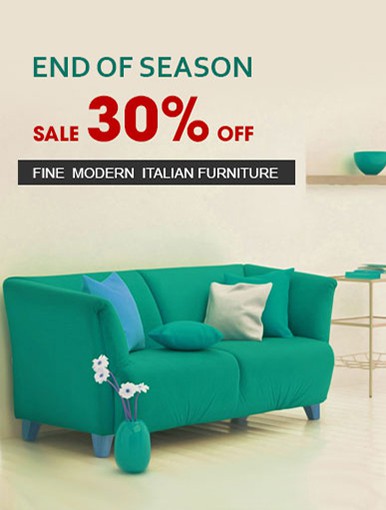 END OF SEASON
SALE 30% OFF
FINE MODERN ITALIAN FURNITURE